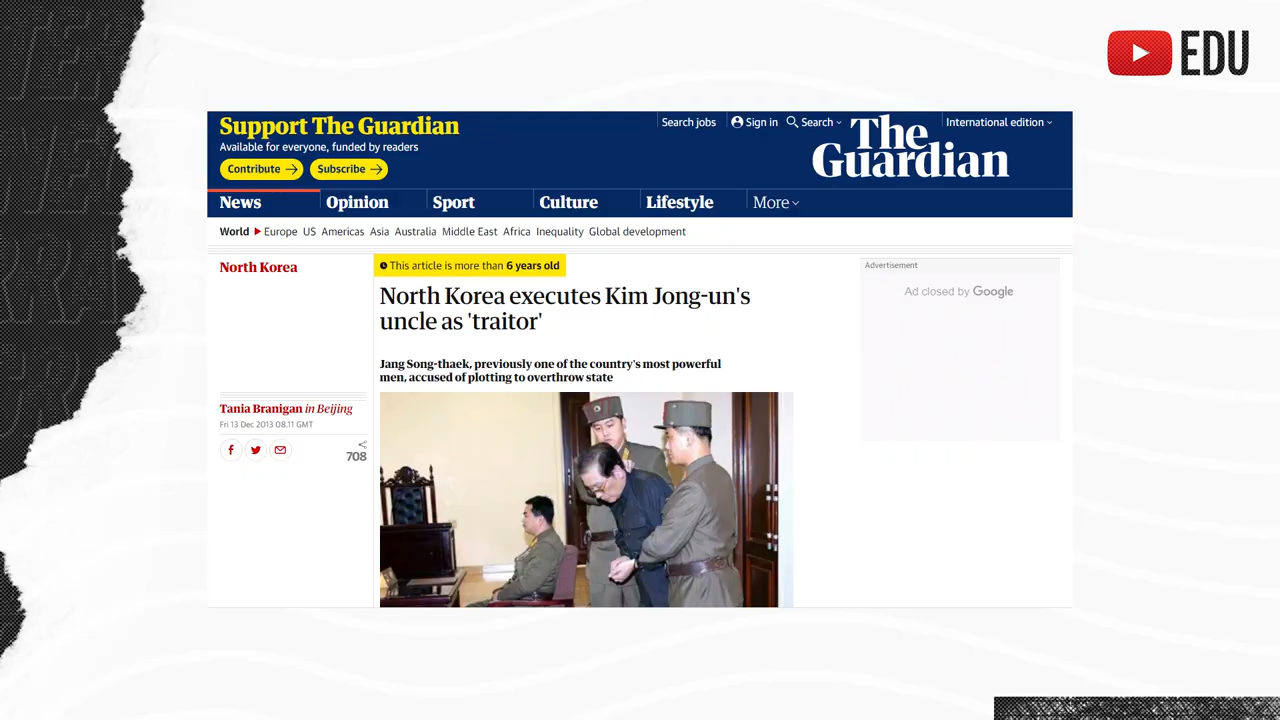 EDU
Support The Guardian
Available for everyone, funded by readers
Contribute
Subscribe
Search jobs
Sign in
Search
International edition
The
Guardian
News
Opinion
Sport
Culture
Lifestyle
More
World
Europe
US
Americas
Asia
Australia
Middle East
Africa
Inequality
Global development
North Korea
This article is more than 6 years old
North Korea executes Kim Jong-un's
uncle as 'traitor'
Jang Song-thaek, previously one of the country's most powerful
men, accused of plotting to overthrow state
Tania Branigan in Beijing
Fri 13 Dec 2013 08.11 GMT
708
Advertisement
Ad closed by Google